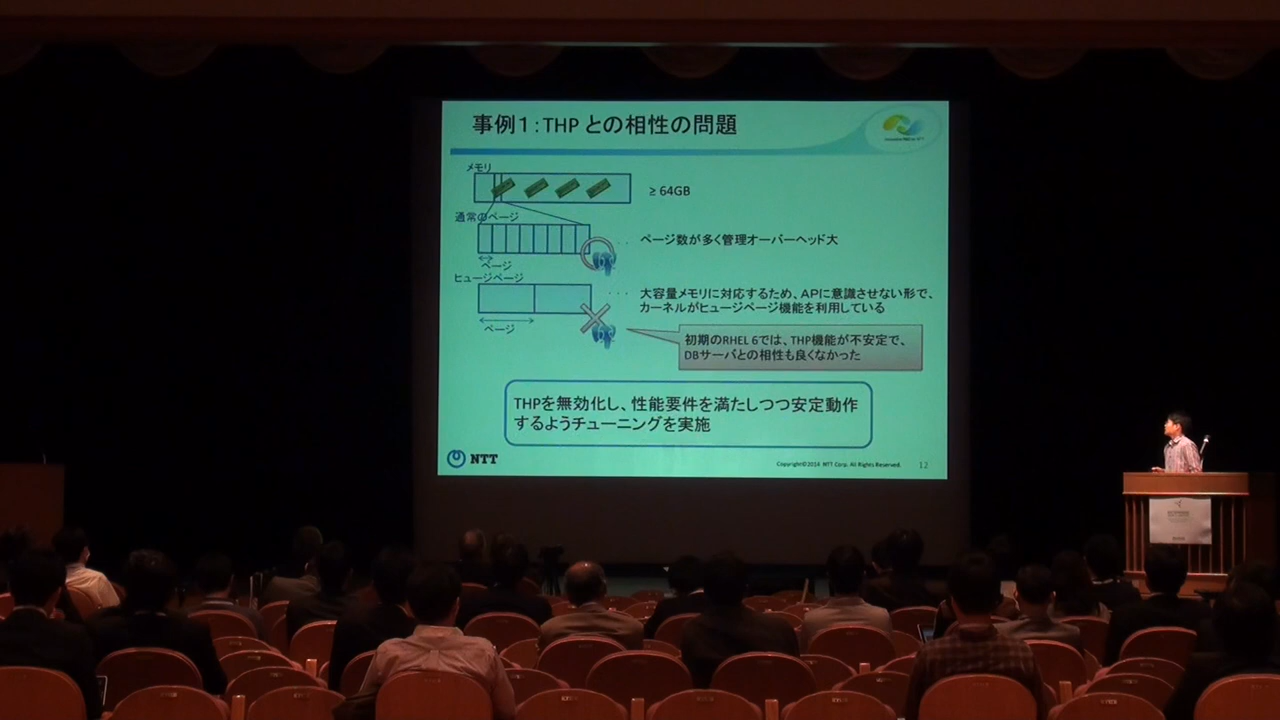 事例１：THP との相性の問題
メモリ
≥ 64GB
通常のページ
ページ数が多く管理オーバーヘッド大
ページ
ヒュージページ
大容量メモリに対応するため、APに意識させない形で、
カーネルがヒュージページ機能を利用している
ページ
初期のRHEL 6では、THP機能が不安定で、
DBサーバとの相性も良くなかった
THPを無効化し、性能要件を満たしつつ安定動作
するようチューニングを実施
NTT
Copyright©2014 NTT Corp. All Rights Reserved.
12